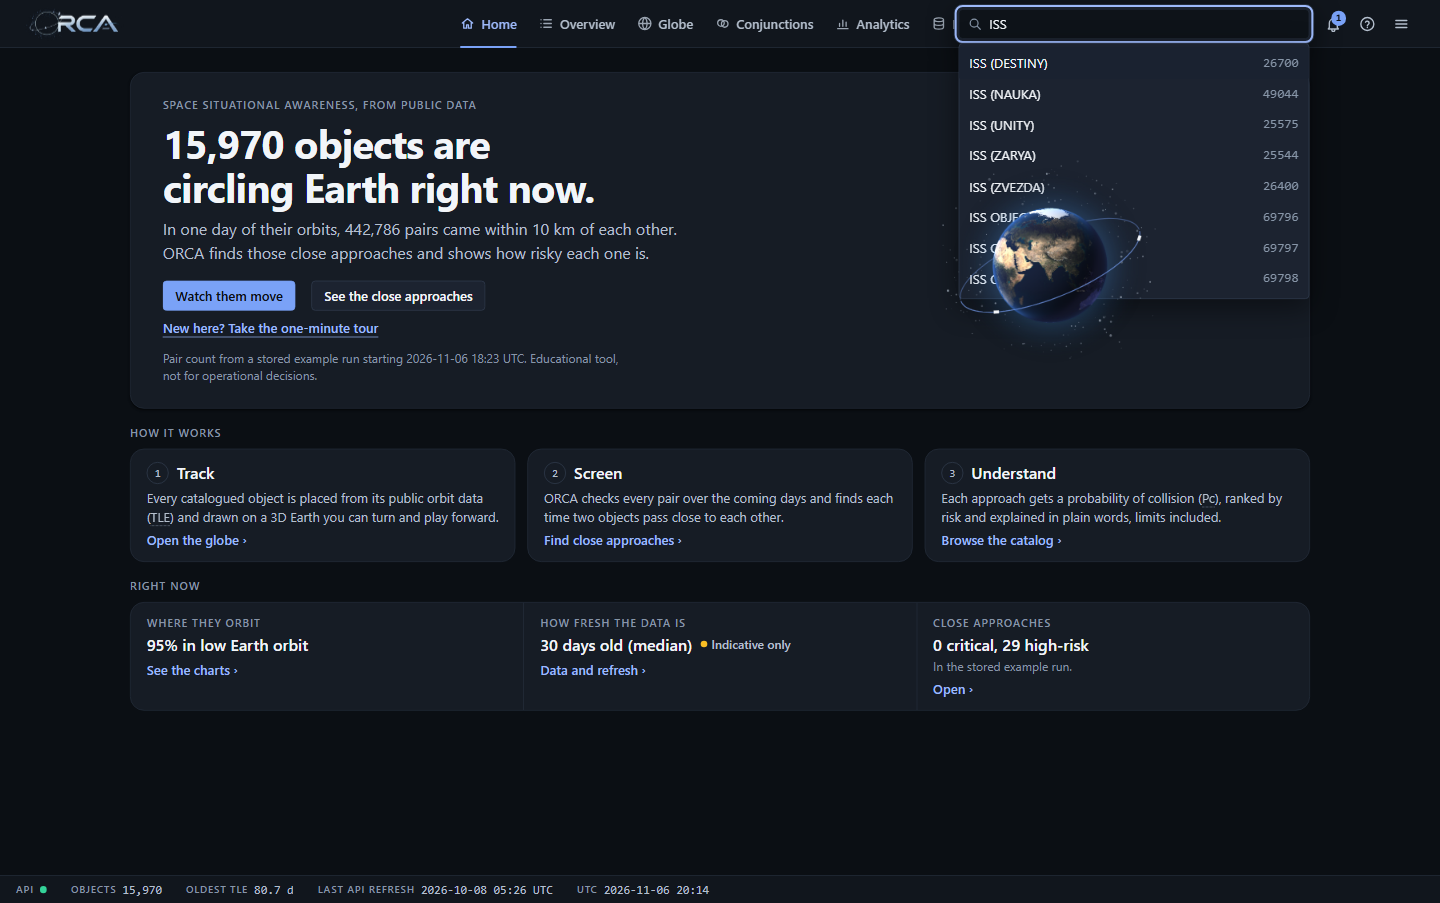 ORCA
Home
Overview
Globe
Conjunctions
Analytics
ISS
1
ISS (DESTINY) 26700
ISS (NAUKA) 49044
ISS (UNITY) 25575
ISS (ZARYA) 25544
ISS (ZVEZDA) 26400
ISS 69796
ISS 69797
ISS 69798
SPACE SITUATIONAL AWARENESS, FROM PUBLIC DATA
15,970 objects are
circling Earth right now.
In one day of their orbits, 442,786 pairs came within 10 km of each other.
ORCA finds those close approaches and shows how risky each one is.
Watch them move
See the close approaches
New here? Take the one-minute tour
Pair count from a stored example run starting 2026-11-06 18:23 UTC. Educational tool,
not for operational decisions.
HOW IT WORKS
1 Track
Every catalogued object is placed from its public orbit data
(TLE) and drawn on a 3D Earth you can turn and play forward.
Open the globe ›
2 Screen
ORCA checks every pair over the coming days and finds each
time two objects pass close to each other.
Find close approaches ›
3 Understand
Each approach gets a probability of collision (Pc), ranked by
risk and explained in plain words, limits included.
Browse the catalog ›
RIGHT NOW
WHERE THEY ORBIT
95% in low Earth orbit
See the charts ›
HOW FRESH THE DATA IS
30 days old (median) Indicative only
Data and refresh ›
CLOSE APPROACHES
0 critical, 29 high-risk
In the stored example run.
Open ›
API OBJECTS 15,970 OLDEST TLE 80.7 d LAST API REFRESH 2026-10-08 05:26 UTC UTC 2026-11-06 20:14